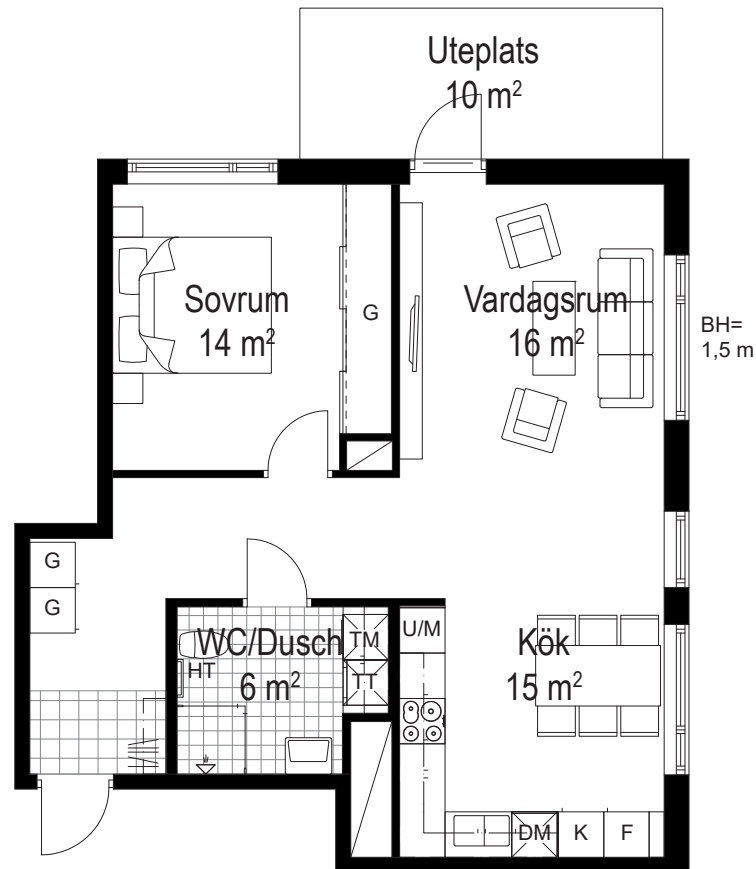 Uteplats
10 m²
Sovrum
14 m²
G
Vardagsrum
16 m²
BH=
1,5 m
G
G
WC/Dusch
6 m²
HT
TM
TT
U/M
Kök
15 m²
DM
K
F